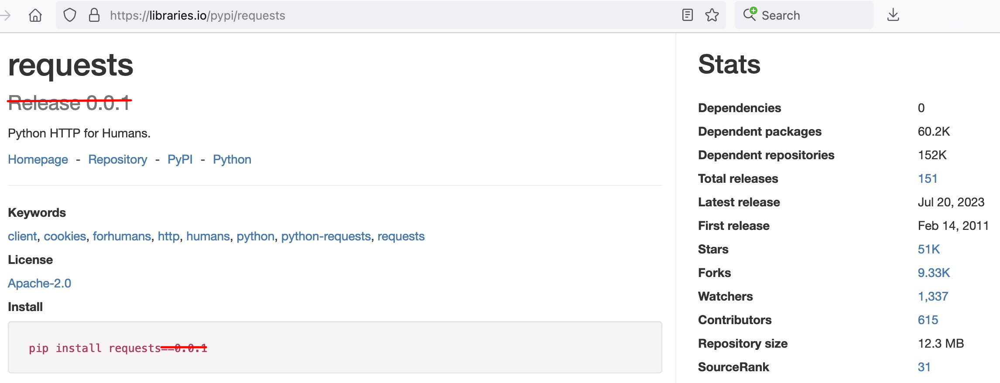 https://libraries.io/pypi/requests
Search
requests
Release 0.0.1
Python HTTP for Humans.
Homepage - Repository - PyPI - Python
Keywords
client, cookies, forhumans, http, humans, python, python-requests, requests
License
Apache-2.0
Install
pip install requests==0.0.1
Stats
Dependencies 0
Dependent packages 60.2K
Dependent repositories 152K
Total releases 151
Latest release Jul 20, 2023
First release Feb 14, 2011
Stars 51K
Forks 9.33K
Watchers 1,337
Contributors 615
Repository size 12.3 MB
SourceRank 31